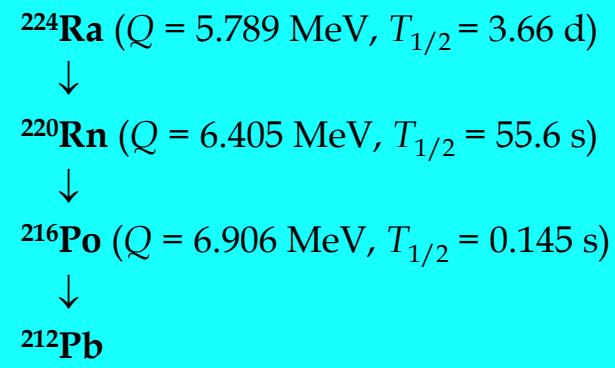 ²²⁴Ra (Q = 5.789 MeV, T₁/₂ = 3.66 d)
↓
²²⁰Rn (Q = 6.405 MeV, T₁/₂ = 55.6 s)
↓
²¹⁶Po (Q = 6.906 MeV, T₁/₂ = 0.145 s)
↓
²¹²Pb